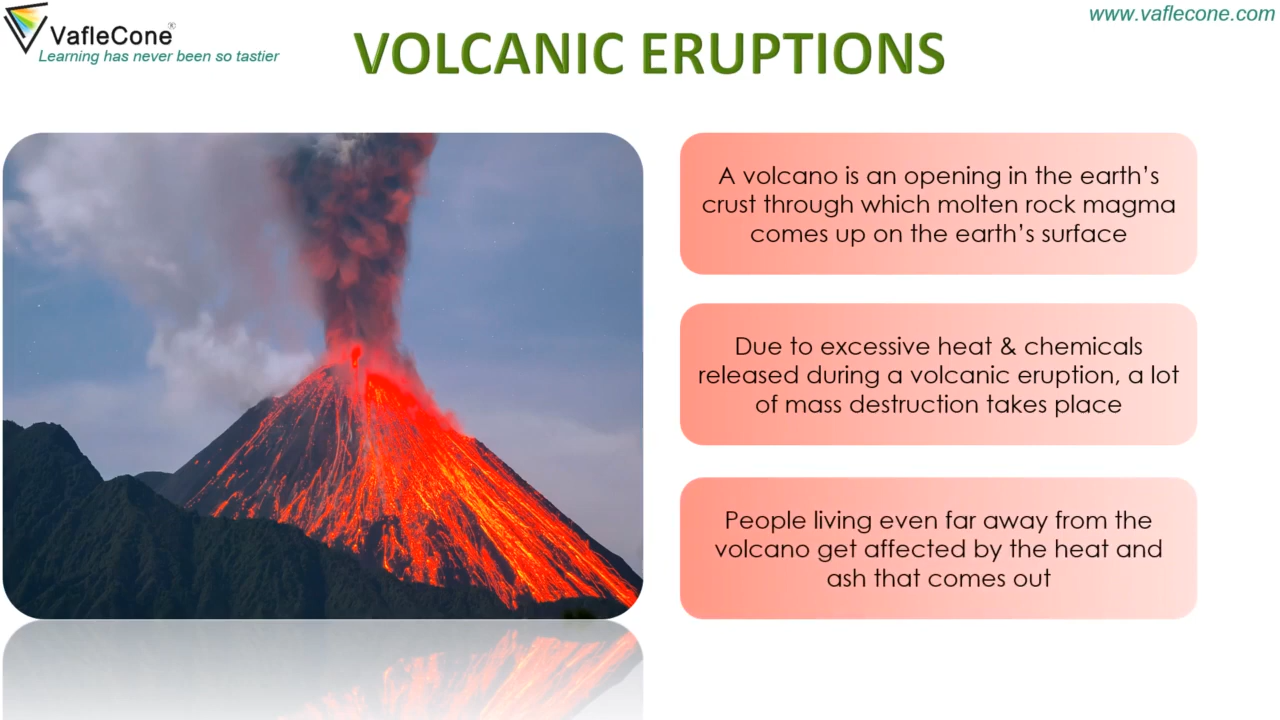 VafleCone®
Learning has never been so tastier
www.vaflecone.com
VOLCANIC ERUPTIONS
A volcano is an opening in the earth's
crust through which molten rock magma
comes up on the earth's surface
Due to excessive heat & chemicals
released during a volcanic eruption, a lot
of mass destruction takes place
People living even far away from the
volcano get affected by the heat and
ash that comes out